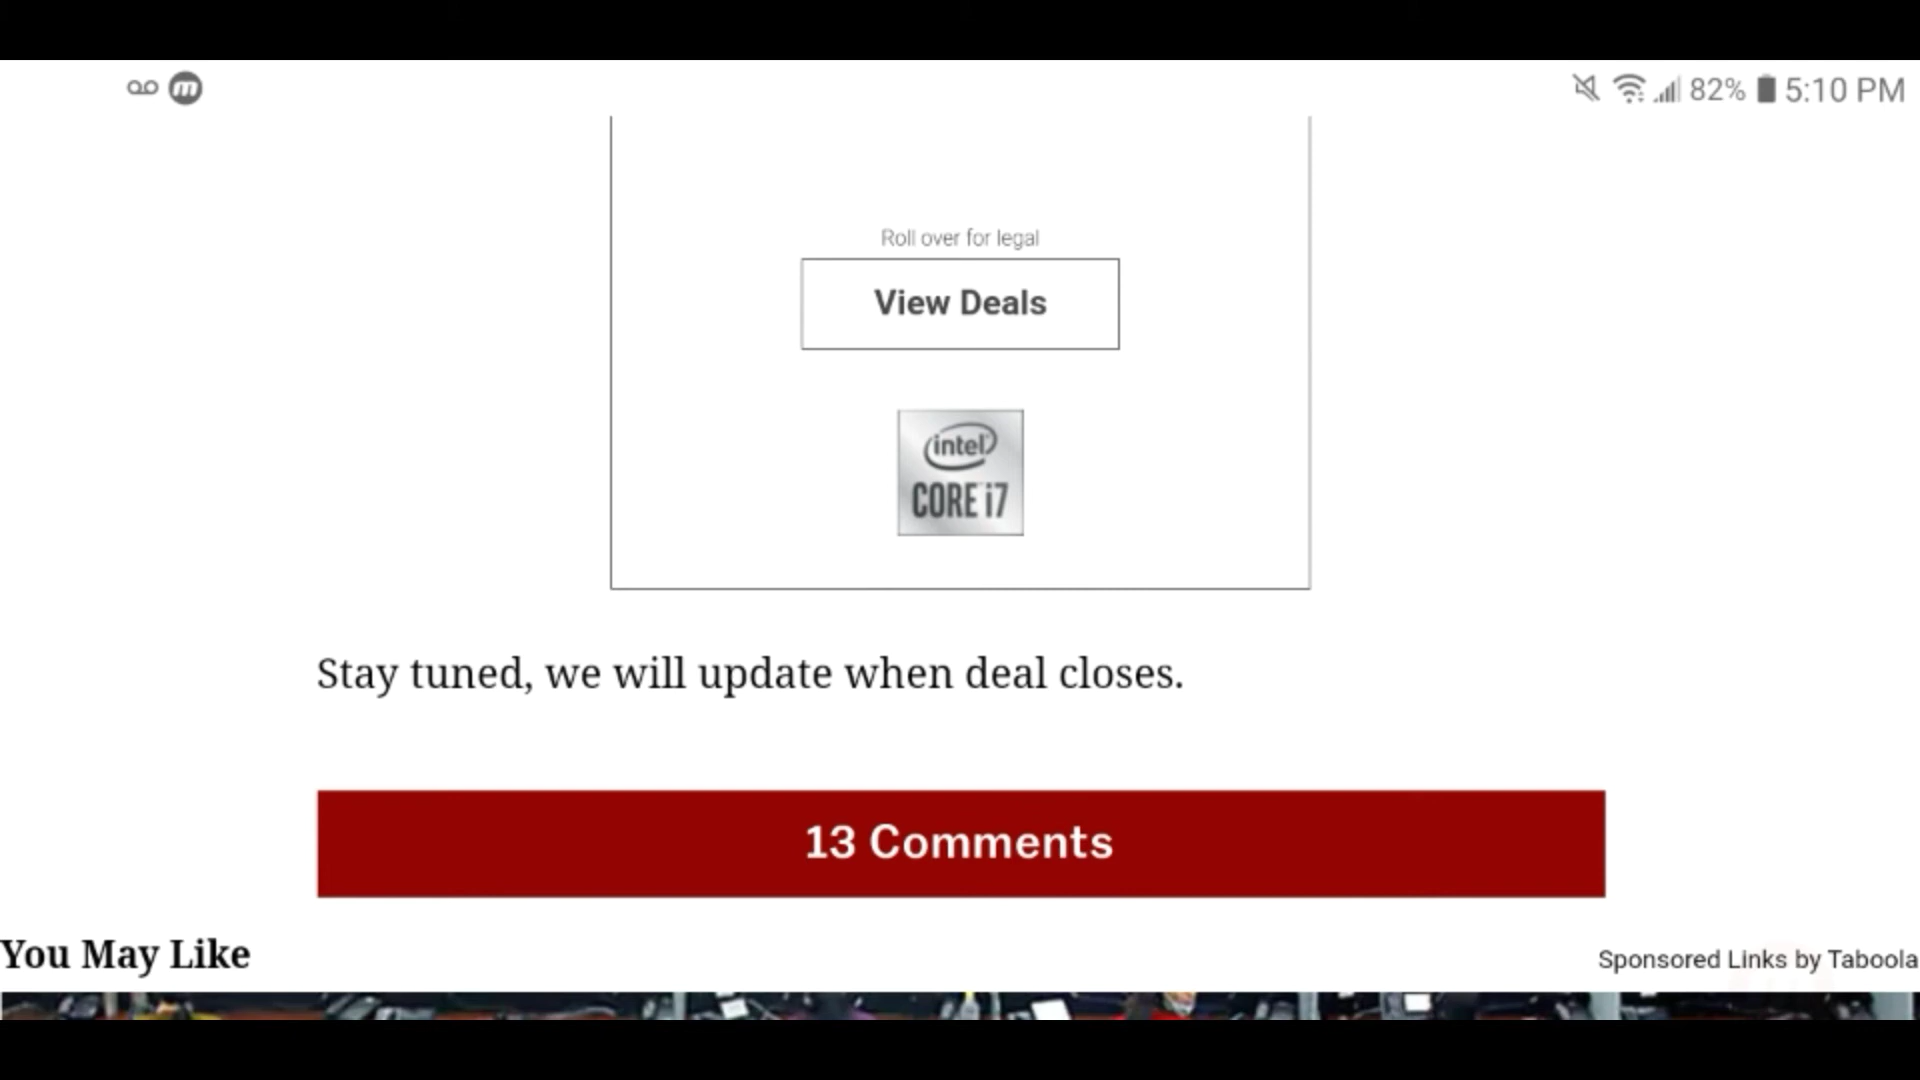 82% 5:10 PM
Roll over for legal
View Deals
intel
CORE i7
Stay tuned, we will update when deal closes.
13 Comments
You May Like
Sponsored Links by Taboola